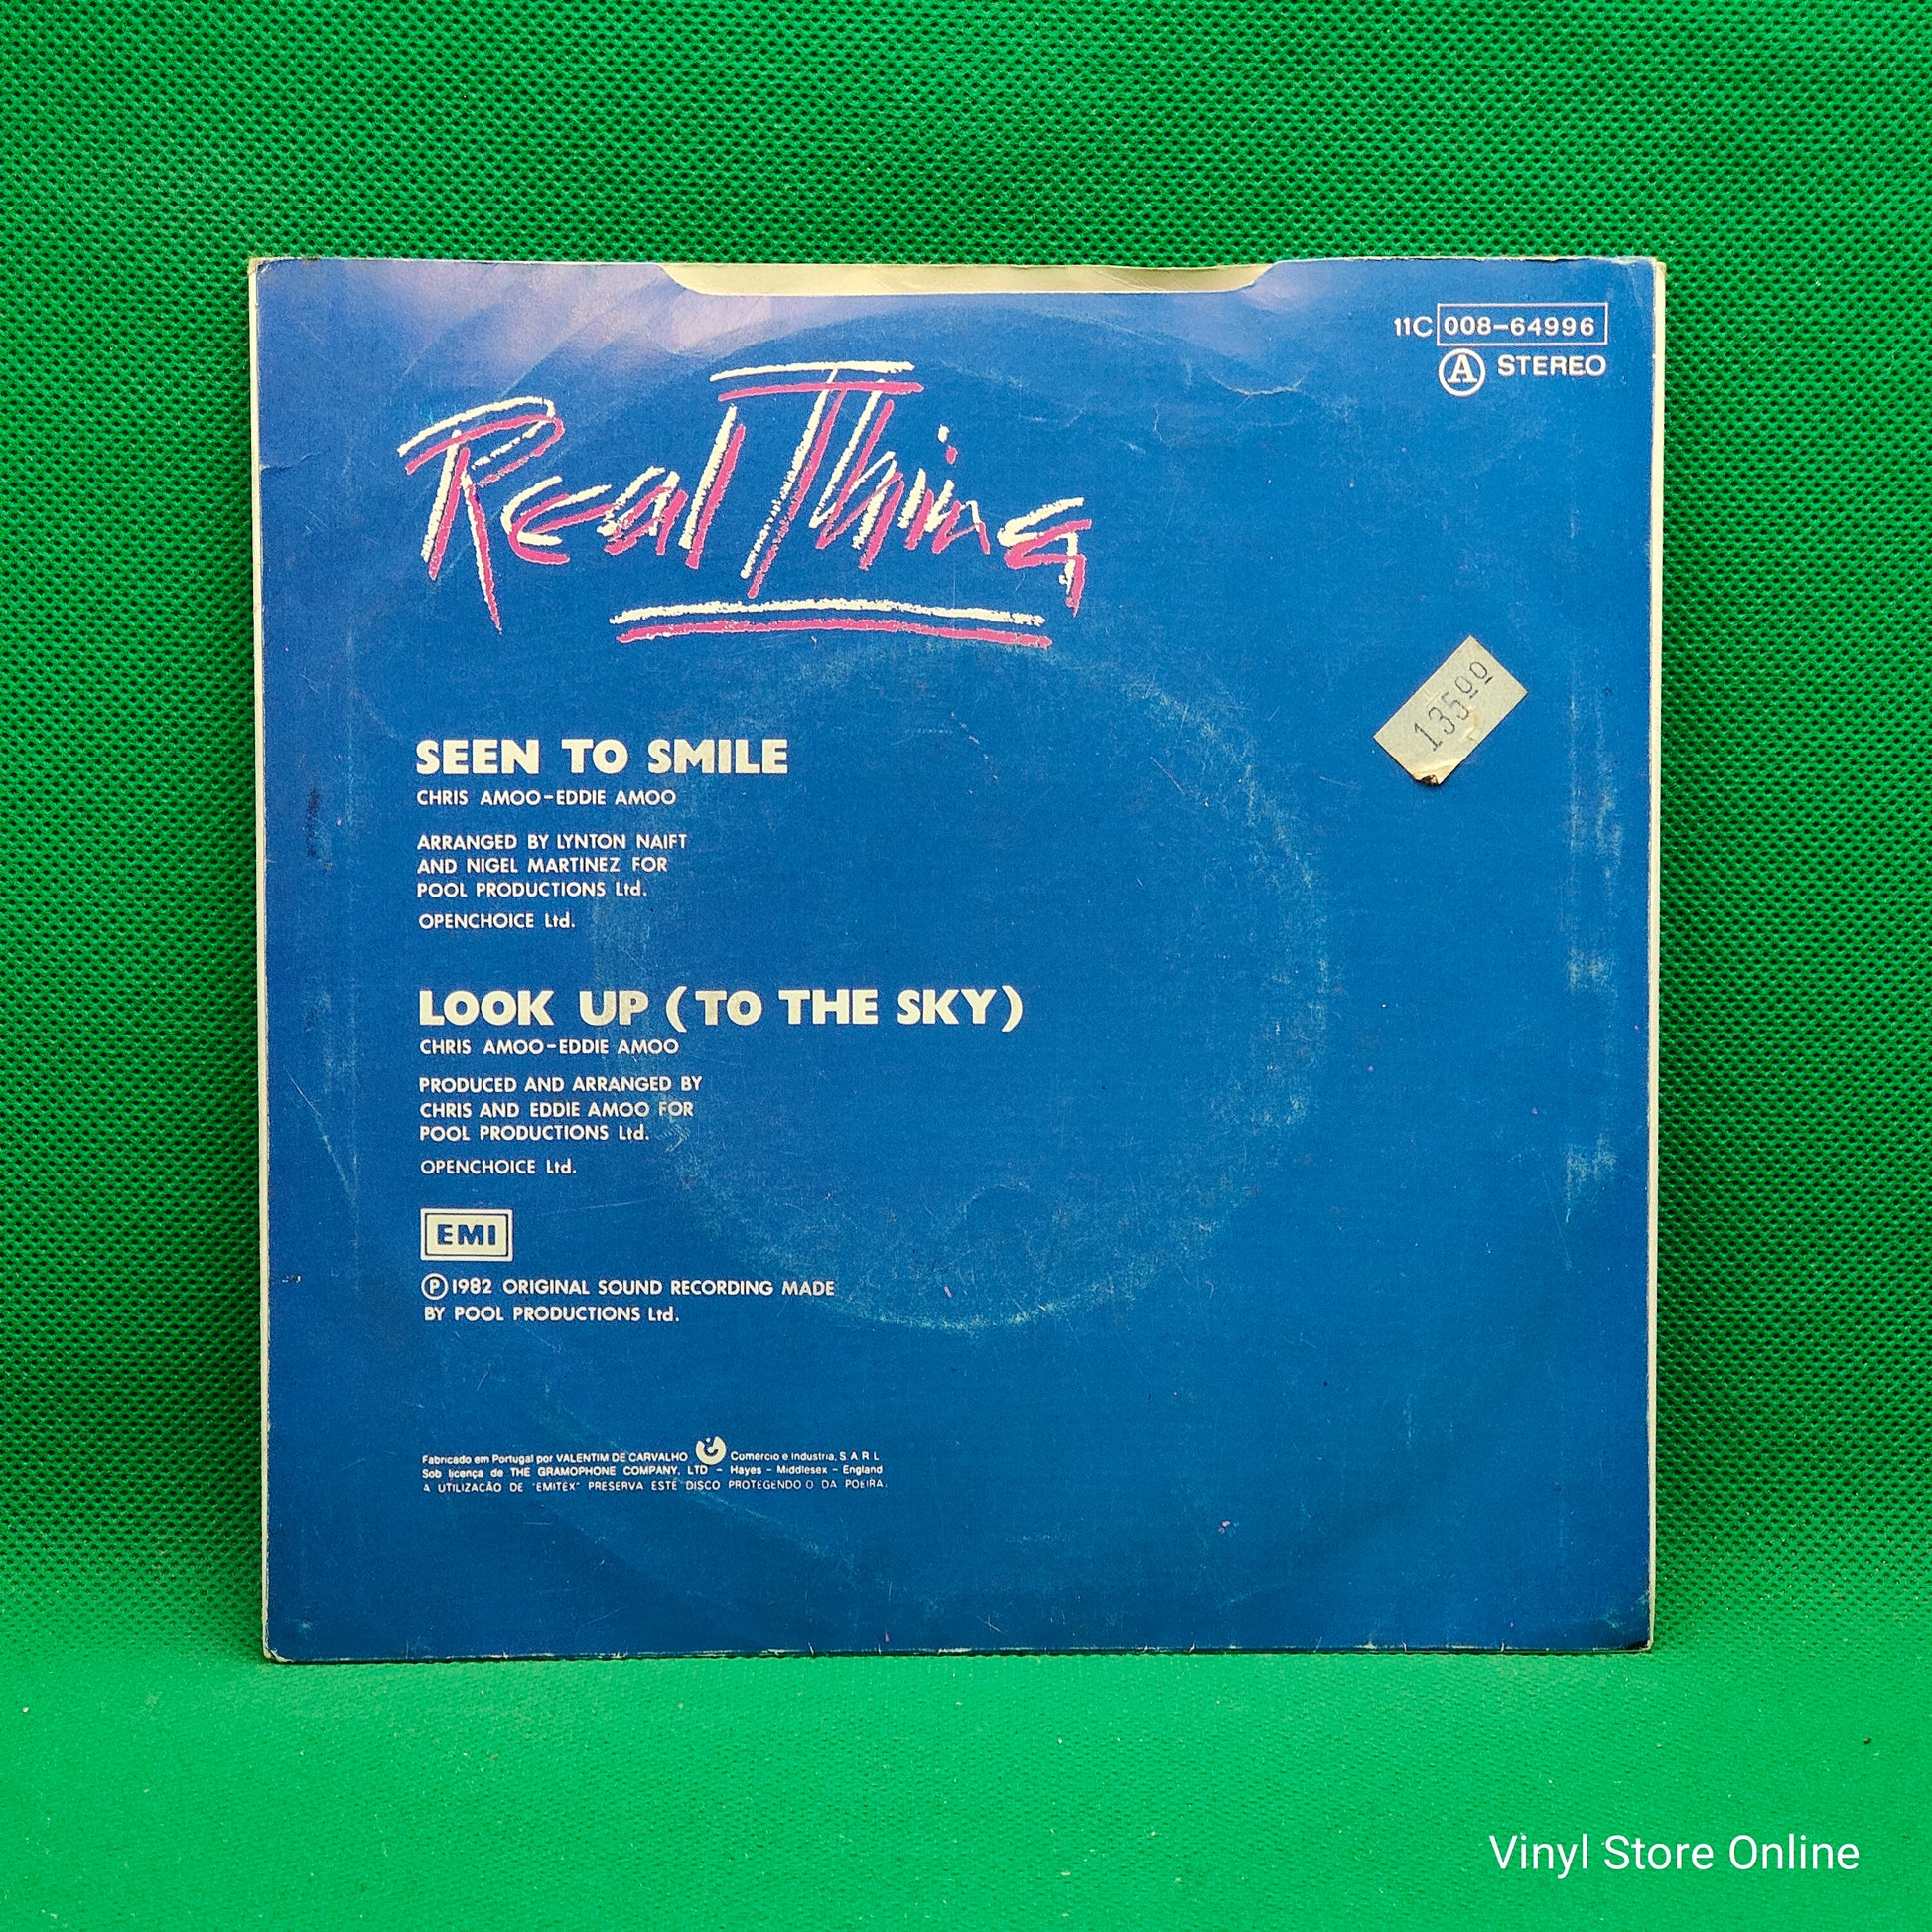 11C 008-64996
A STEREO
Real Thing
13500
SEEN TO SMILE
CHRIS AMOO-EDDIE AMOO
ARRANGED BY LYNTON NAIFT
AND NIGEL MARTINEZ FOR
POOL PRODUCTIONS Ltd.
OPENCHOICE Ltd.
LOOK UP (TO THE SKY)
CHRIS AMOO-EDDIE AMOO
PRODUCED AND ARRANGED BY
CHRIS AND EDDIE AMOO FOR
POOL PRODUCTIONS Ltd.
OPENCHOICE Ltd.
EMI
Ⓟ1982 ORIGINAL SOUND RECORDING MADE
BY POOL PRODUCTIONS Ltd.
Fabricado em Portugal por VALENTIM DE CARVALHO Comercio e Industria, S A R L
Sob licença de THE GRAMOPHONE COMPANY, LTD - Hayes - Middlesex - England
A UTILIZAÇÃO DE "EMITEX" PRESERVA ESTE DISCO PROTEGENDO O DA POEIRA.
Vinyl Store Online